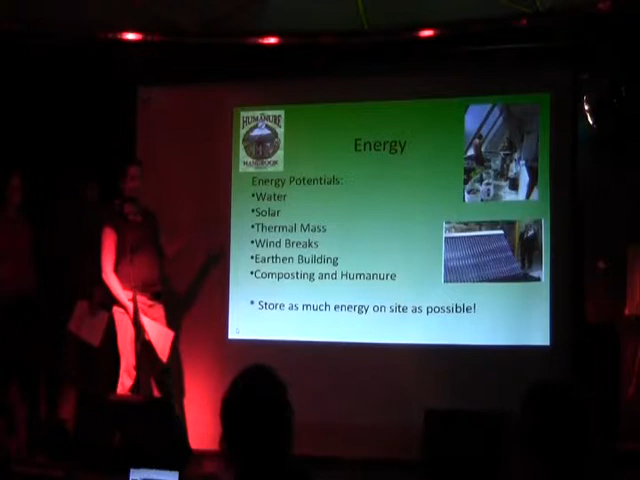 HUMANURE
HANDBOOK
Energy
Energy Potentials:
•Water
•Solar
•Thermal Mass
•Wind Breaks
•Earthen Building
•Composting and Humanure
* Store as much energy on site as possible!